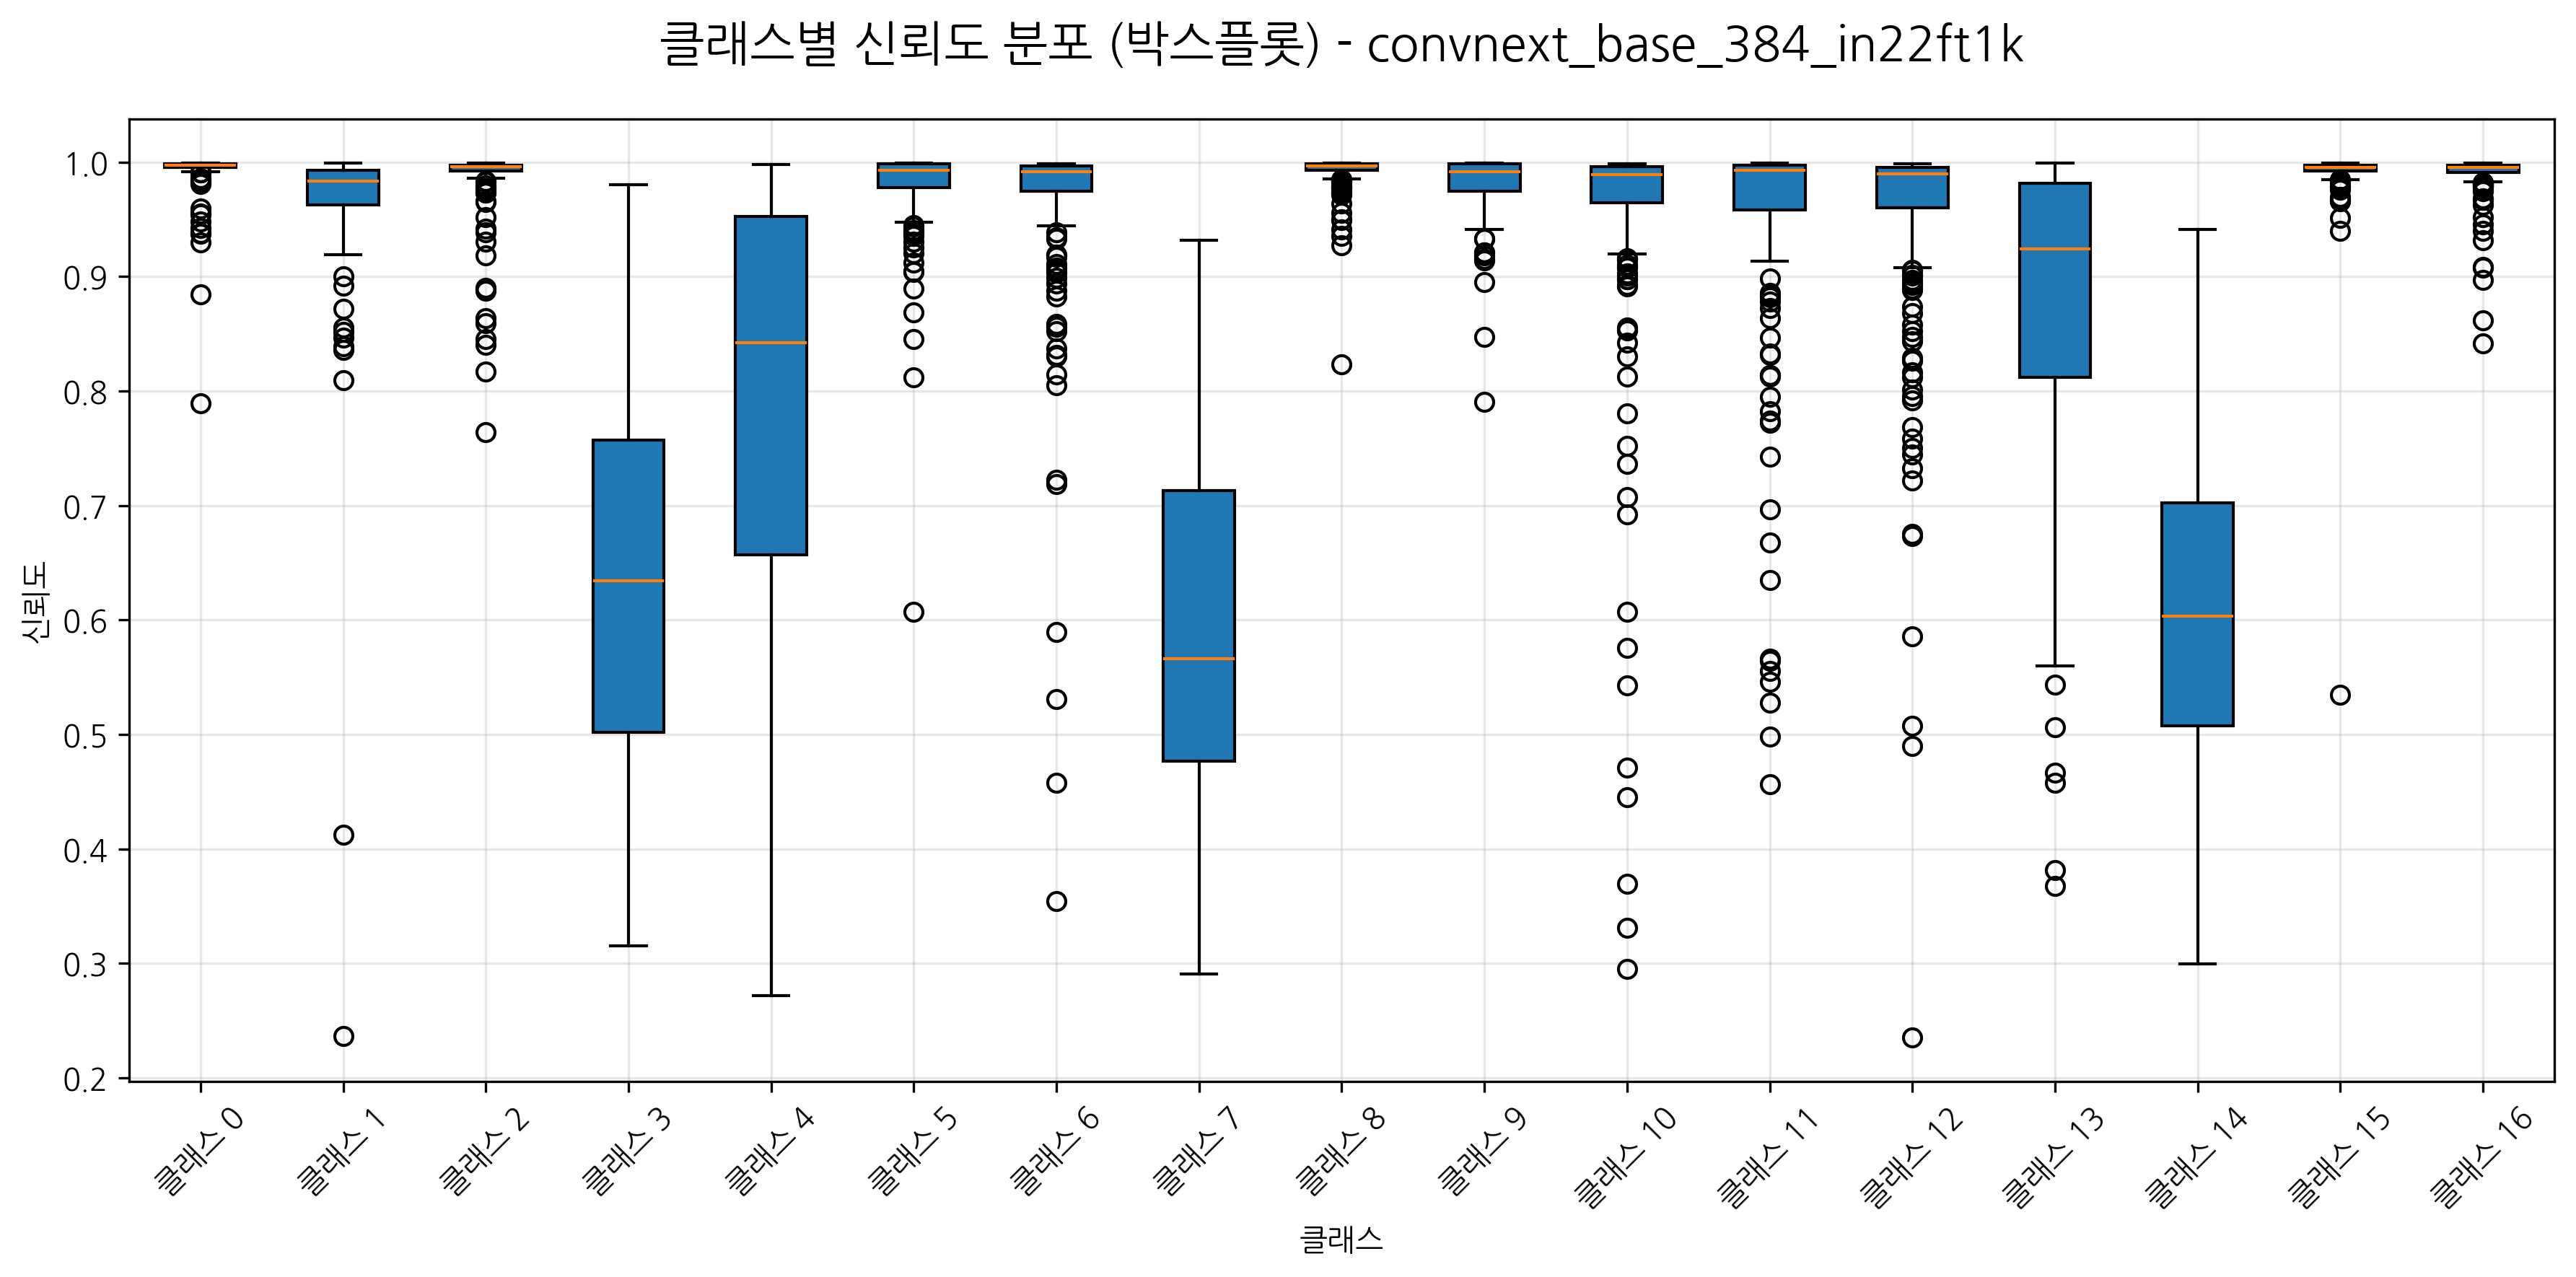 클래스별 신뢰도 분포 (박스플롯) - convnext_base_384_in22ft1k
신뢰도
1.0
0.9
0.8
0.7
0.6
0.5
0.4
0.3
0.2
클래스 0
클래스 1
클래스 2
클래스 3
클래스 4
클래스 5
클래스 6
클래스 7
클래스 8
클래스 9
클래스 10
클래스 11
클래스 12
클래스 13
클래스 14
클래스 15
클래스 16
클래스